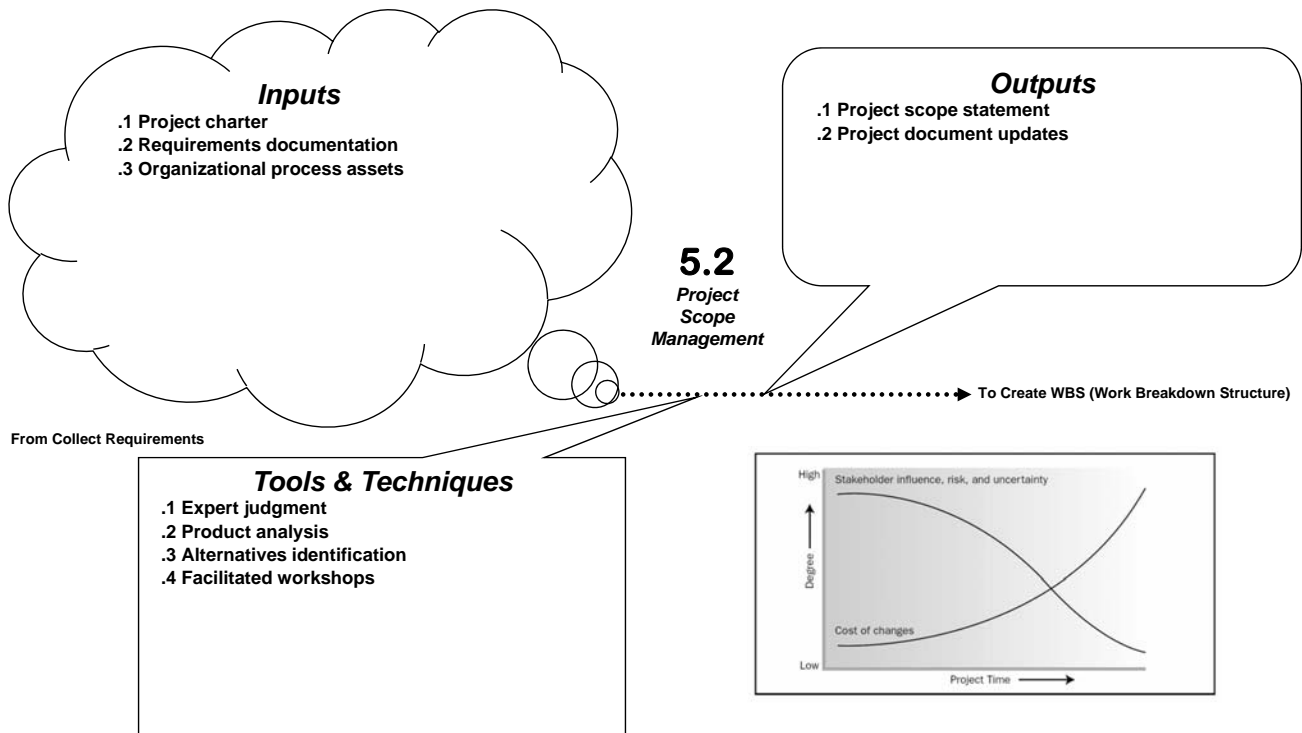 Inputs
.1 Project charter
.2 Requirements documentation
.3 Organizational process assets
Outputs
.1 Project scope statement
.2 Project document updates
5.2
Project
Scope
Management
To Create WBS (Work Breakdown Structure)
From Collect Requirements
Tools & Techniques
.1 Expert judgment
.2 Product analysis
.3 Alternatives identification
.4 Facilitated workshops
High
Stakeholder influence, risk, and uncertainty
Degree
Cost of changes
Low
Project Time